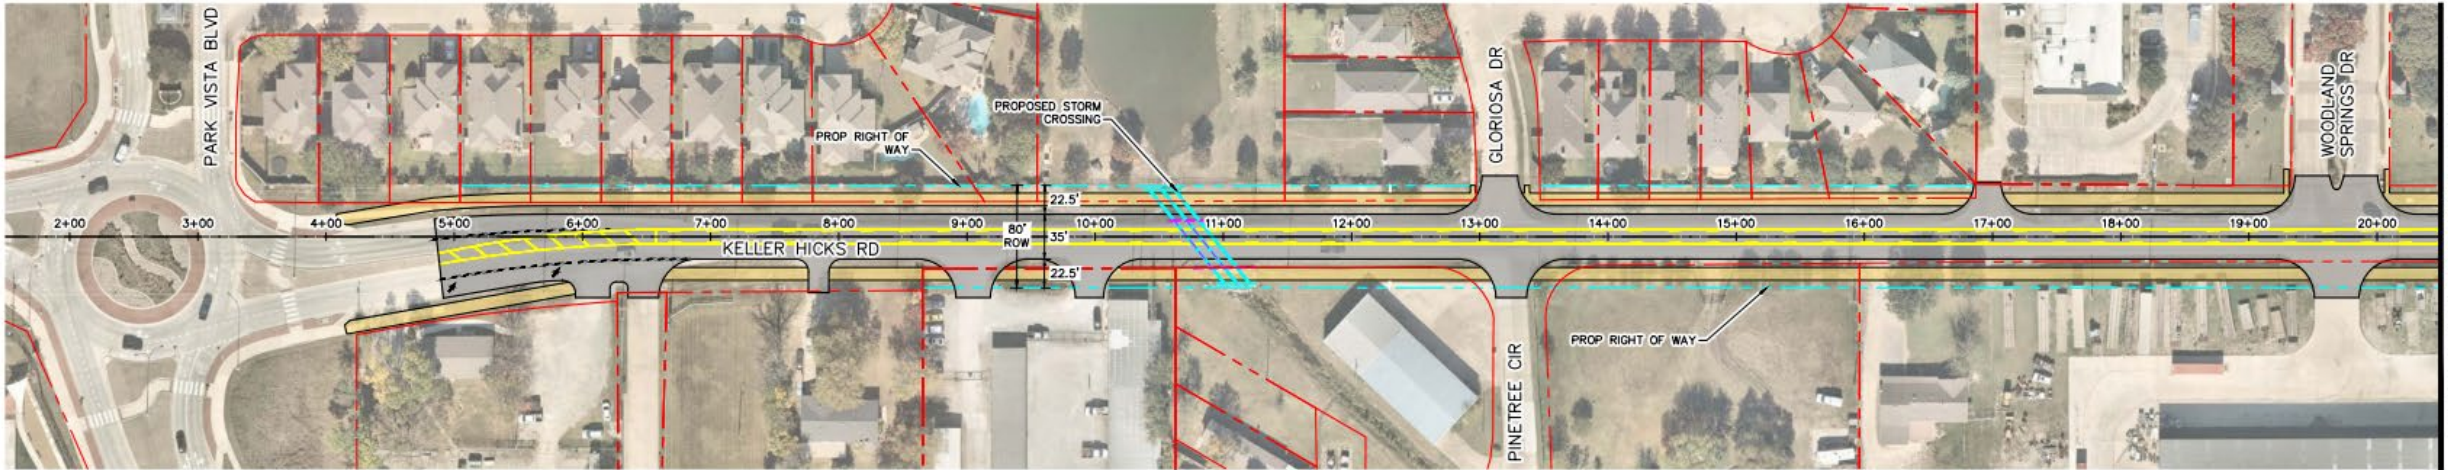 PARK VISTA BLVD
PROPOSED STORM
CROSSING
PROP RIGHT OF
WAY
GLORIOSA DR
WOODLAND
SPRINGS DR
22.5'
2+00
3+00
4+00
5+00
6+00
7+00
8+00
9+00
10+00
11+00
12+00
13+00
14+00
15+00
16+00
17+00
18+00
19+00
20+00
80'
ROW
35'
KELLER HICKS RD
22.5'
PROP RIGHT OF WAY
PINETREE CIR